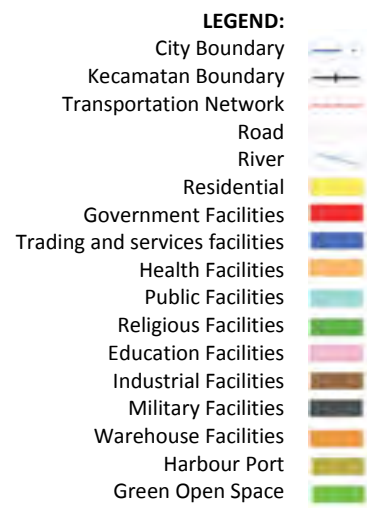 LEGEND:
City Boundary
Kecamatan Boundary
Transportation Network
Road
River
Residential
Government Facilities
Trading and services facilities
Health Facilities
Public Facilities
Religious Facilities
Education Facilities
Industrial Facilities
Military Facilities
Warehouse Facilities
Harbour Port
Green Open Space